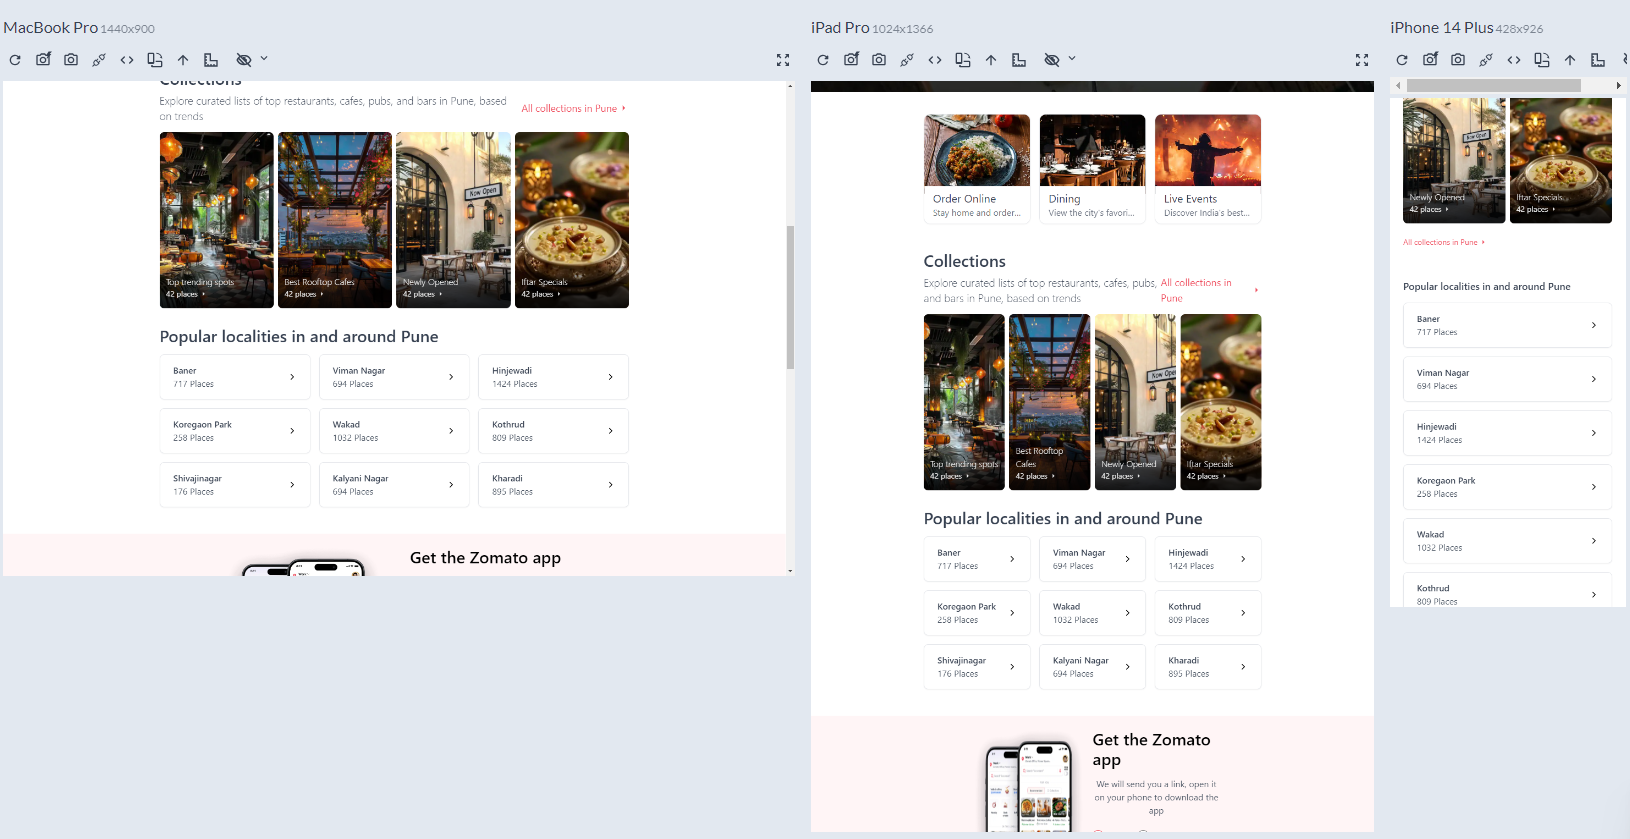 MacBook Pro 1440x900
Collections
Explore curated lists of top restaurants, cafes, pubs, and bars in Pune, based
on trends
All collections in Pune
Top trending spots
42 places
Best Rooftop Cafes
42 places
Now Open
Newly Opened
42 places
Iftar Specials
42 places
Popular localities in and around Pune
Baner
717 Places
Viman Nagar
694 Places
Hinjewadi
1424 Places
Koregaon Park
258 Places
Wakad
1032 Places
Kothrud
809 Places
Shivajinagar
176 Places
Kalyani Nagar
694 Places
Kharadi
895 Places
Get the Zomato app
iPad Pro 1024x1366
Order Online
Stay home and order...
Dining
View the city's favori...
Live Events
Discover India's best...
Collections
Explore curated lists of top restaurants, cafes, pubs,
and bars in Pune, based on trends
All collections in
Pune
Top trending spots
42 places
Best Rooftop
Cafes
42 places
Now Open
Newly Opened
42 places
Iftar Specials
42 places
Popular localities in and around Pune
Baner
717 Places
Viman Nagar
694 Places
Hinjewadi
1424 Places
Koregaon Park
258 Places
Wakad
1032 Places
Kothrud
809 Places
Shivajinagar
176 Places
Kalyani Nagar
694 Places
Kharadi
895 Places
Get the Zomato
app
We will send you a link, open it
on your phone to download the
app
iPhone 14 Plus 428x926
Now Open
Newly Opened
42 places
Iftar Specials
42 places
All collections in Pune
Popular localities in and around Pune
Baner
717 Places
Viman Nagar
694 Places
Hinjewadi
1424 Places
Koregaon Park
258 Places
Wakad
1032 Places
Kothrud
809 Places